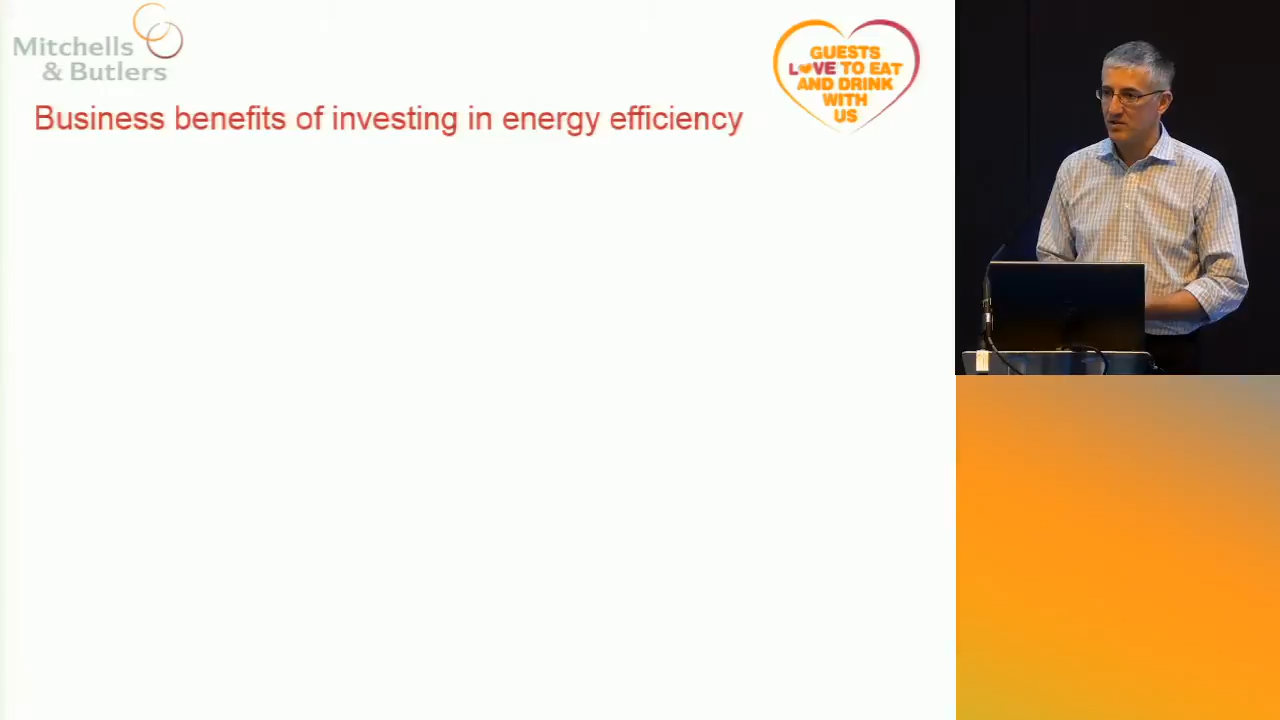 Mitchells
& Butlers
GUESTS
LOVE TO EAT
AND DRINK
WITH
US
Business benefits of investing in energy efficiency